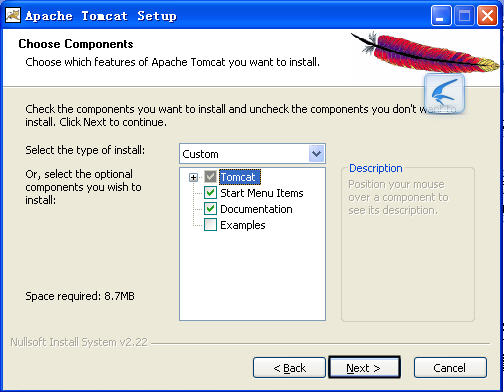 Apache Tomcat Setup
Choose Components
Choose which features of Apache Tomcat you want to install.
Check the components you want to install and uncheck the components you don't want to
install. Click Next to continue.
Select the type of install:
Custom
Or, select the optional
components you wish to
install:
Tomcat
Start Menu Items
Documentation
Examples
Description
Position your mouse
over a component to
see its description.
Space required: 8.7MB
Nullsoft Install System v2.22
< Back
Next >
Cancel